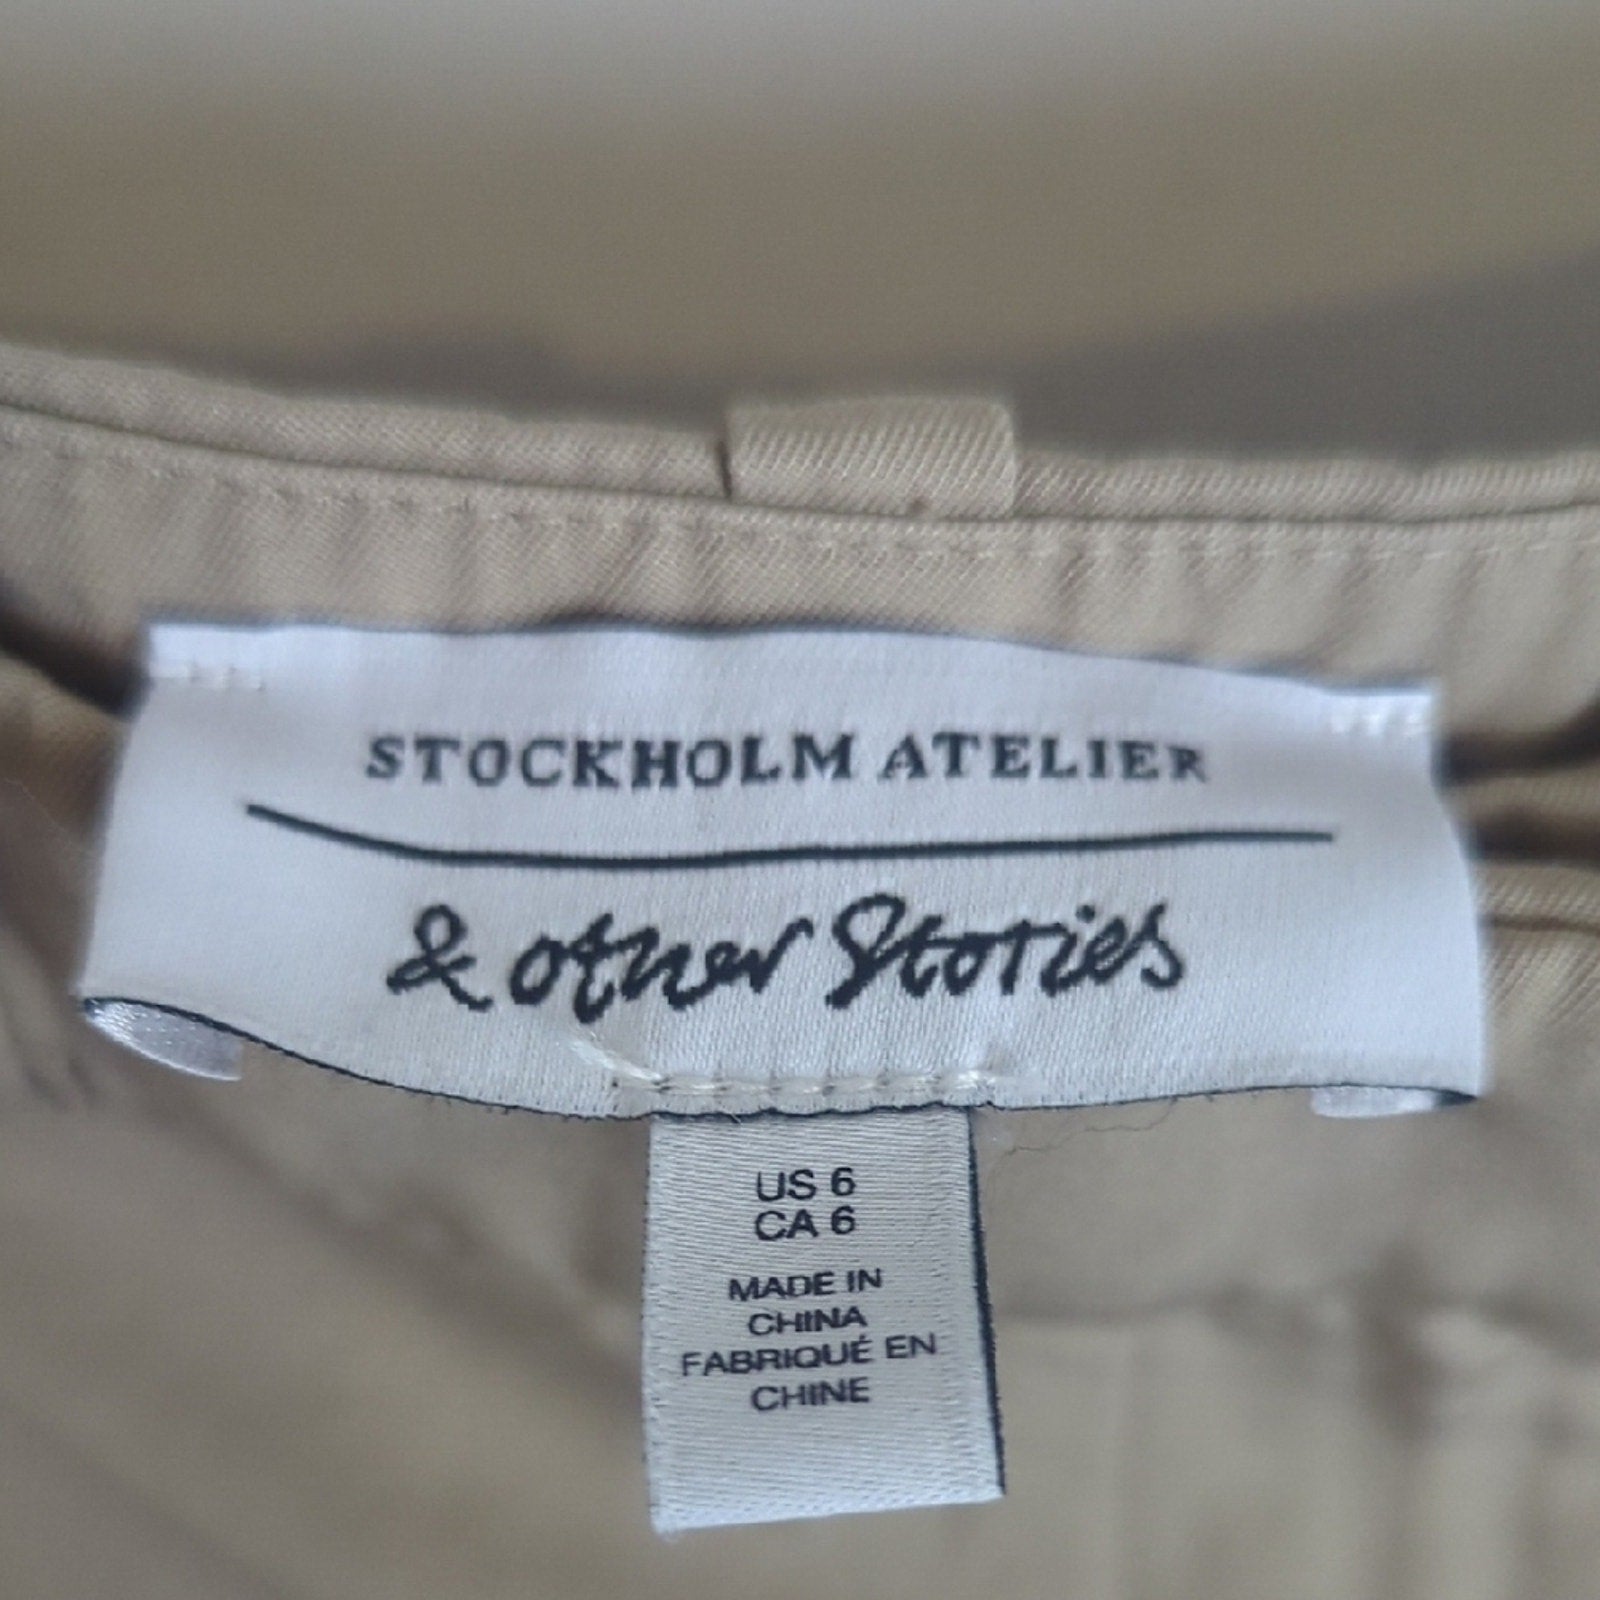 STOCKHOLM ATELIER
& other Stories
US 6
CA 6
MADE IN
CHINA
FABRIQUÉ EN
CHINE